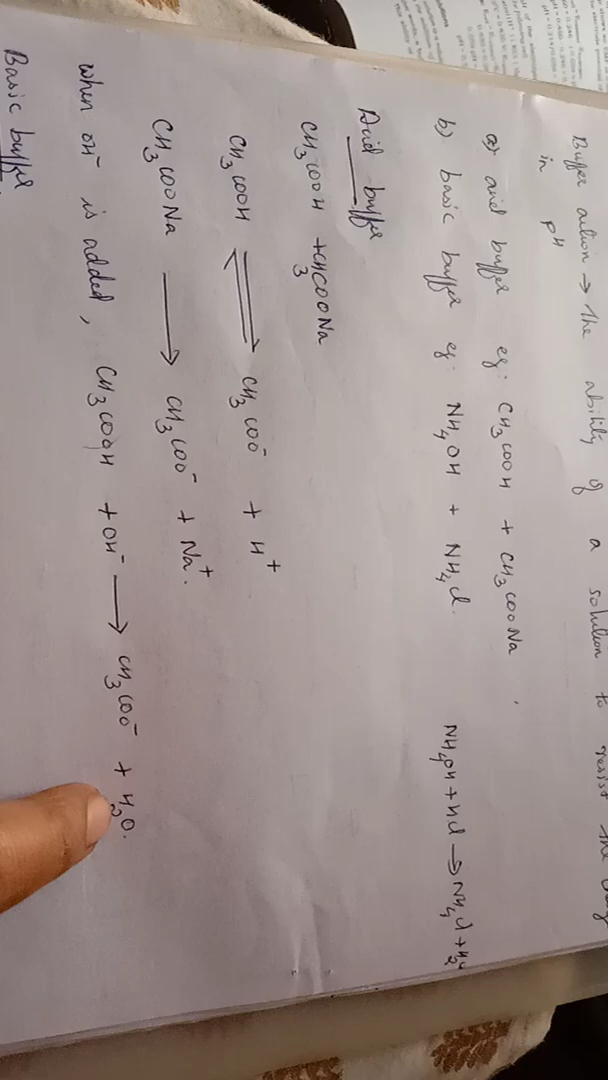 Buffer action → the ability of a solution to resist the
in pH
a) acid buffer eg: CH3COOH + CH3COONa
b) basic buffer eg: NH4OH + NH4Cl. NH4OH + HCl → NH4Cl + H2
Acid buffer
CH3COOH + CH3COONa
CH3COOH ⇌ CH3COO⁻ + H⁺
CH3COONa ⟶ CH3COO⁻ + Na⁺.
when OH⁻ is added, CH3COOH + OH⁻ ⟶ CH3COO⁻ + H2O.
Basic buffer